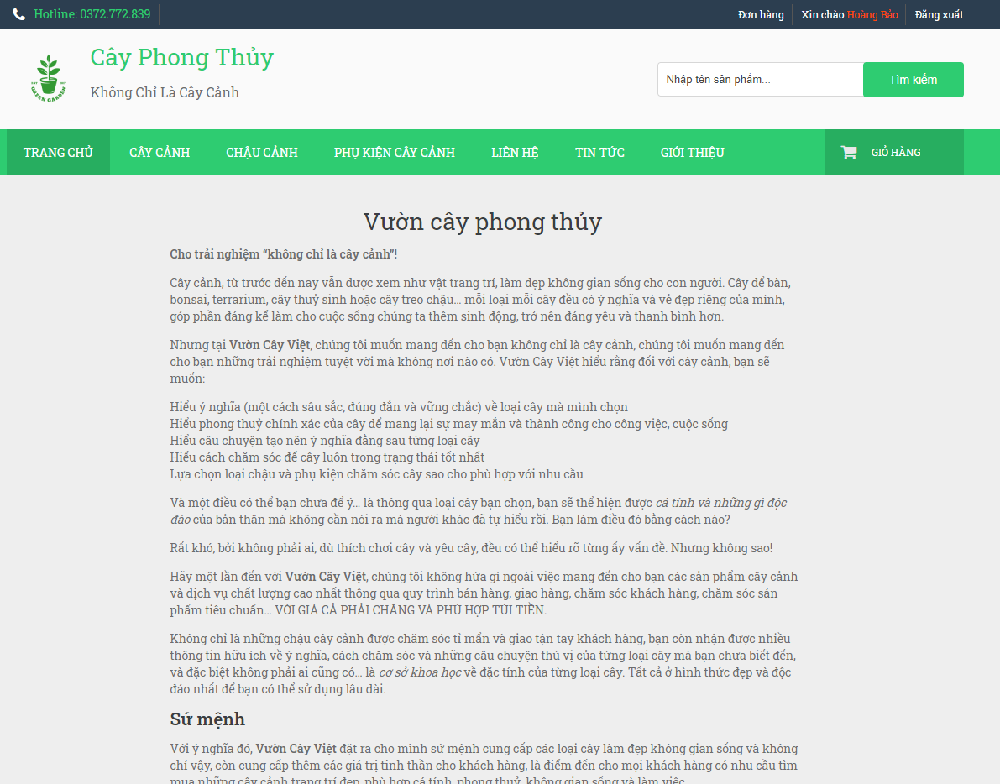 Hotline: 0372.772.839
Đơn hàng
Xin chào Hoàng Bảo
Đăng xuất
GREEN GARDEN
Cây Phong Thủy
Không Chỉ Là Cây Cảnh
Nhập tên sản phẩm...
Tìm kiếm
TRANG CHỦ
CÂY CẢNH
CHẬU CẢNH
PHỤ KIỆN CÂY CẢNH
LIÊN HỆ
TIN TỨC
GIỚI THIỆU
GIỎ HÀNG
Vườn cây phong thủy
Cho trải nghiệm “không chỉ là cây cảnh”!
Cây cảnh, từ trước đến nay vẫn được xem như vật trang trí, làm đẹp không gian sống cho con người. Cây để bàn,
bonsai, terrarium, cây thuỷ sinh hoặc cây treo chậu… mỗi loại mỗi cây đều có ý nghĩa và vẻ đẹp riêng của mình,
góp phần đáng kể làm cho cuộc sống chúng ta thêm sinh động, trở nên đáng yêu và thanh bình hơn.
Nhưng tại Vườn Cây Việt, chúng tôi muốn mang đến cho bạn không chỉ là cây cảnh, chúng tôi muốn mang đến
cho bạn những trải nghiệm tuyệt vời mà không nơi nào có. Vườn Cây Việt hiểu rằng đối với cây cảnh, bạn sẽ
muốn:
Hiểu ý nghĩa (một cách sâu sắc, đúng đắn và vững chắc) về loại cây mà mình chọn
Hiểu phong thuỷ chính xác của cây để mang lại sự may mắn và thành công cho công việc, cuộc sống
Hiểu câu chuyện tạo nên ý nghĩa đằng sau từng loại cây
Hiểu cách chăm sóc để cây luôn trong trạng thái tốt nhất
Lựa chọn loại chậu và phụ kiện chăm sóc cây sao cho phù hợp với nhu cầu
Và một điều có thể bạn chưa để ý… là thông qua loại cây bạn chọn, bạn sẽ thể hiện được cá tính và những gì độc
đáo của bản thân mà không cần nói ra mà người khác đã tự hiểu rồi. Bạn làm điều đó bằng cách nào?
Rất khó, bởi không phải ai, dù thích chơi cây và yêu cây, đều có thể hiểu rõ từng ấy vấn đề. Nhưng không sao!
Hãy một lần đến với Vườn Cây Việt, chúng tôi không hứa gì ngoài việc mang đến cho bạn các sản phẩm cây cảnh
và dịch vụ chất lượng cao nhất thông qua quy trình bán hàng, giao hàng, chăm sóc khách hàng, chăm sóc sản
phẩm tiêu chuẩn… VỚI GIÁ CẢ PHẢI CHĂNG VÀ PHÙ HỢP TÚI TIỀN.
Không chỉ là những chậu cây cảnh được chăm sóc tỉ mẩn và giao tận tay khách hàng, bạn còn nhận được nhiều
thông tin hữu ích về ý nghĩa, cách chăm sóc và những câu chuyện thú vị của từng loại cây mà bạn chưa biết đến,
và đặc biệt không phải ai cũng có… là cơ sở khoa học về đặc tính của từng loại cây. Tất cả ở hình thức đẹp và độc
đáo nhất để bạn có thể sử dụng lâu dài.
Sứ mệnh
Với ý nghĩa đó, Vườn Cây Việt đặt ra cho mình sứ mệnh cung cấp các loại cây làm đẹp không gian sống và không
chỉ vậy, còn cung cấp thêm các giá trị tinh thần cho khách hàng, là điểm đến cho mọi khách hàng có nhu cầu tìm
mua những cây cảnh trang trí đẹp, phù hợp cá tính, phong thuỷ, không gian sống và làm việc.